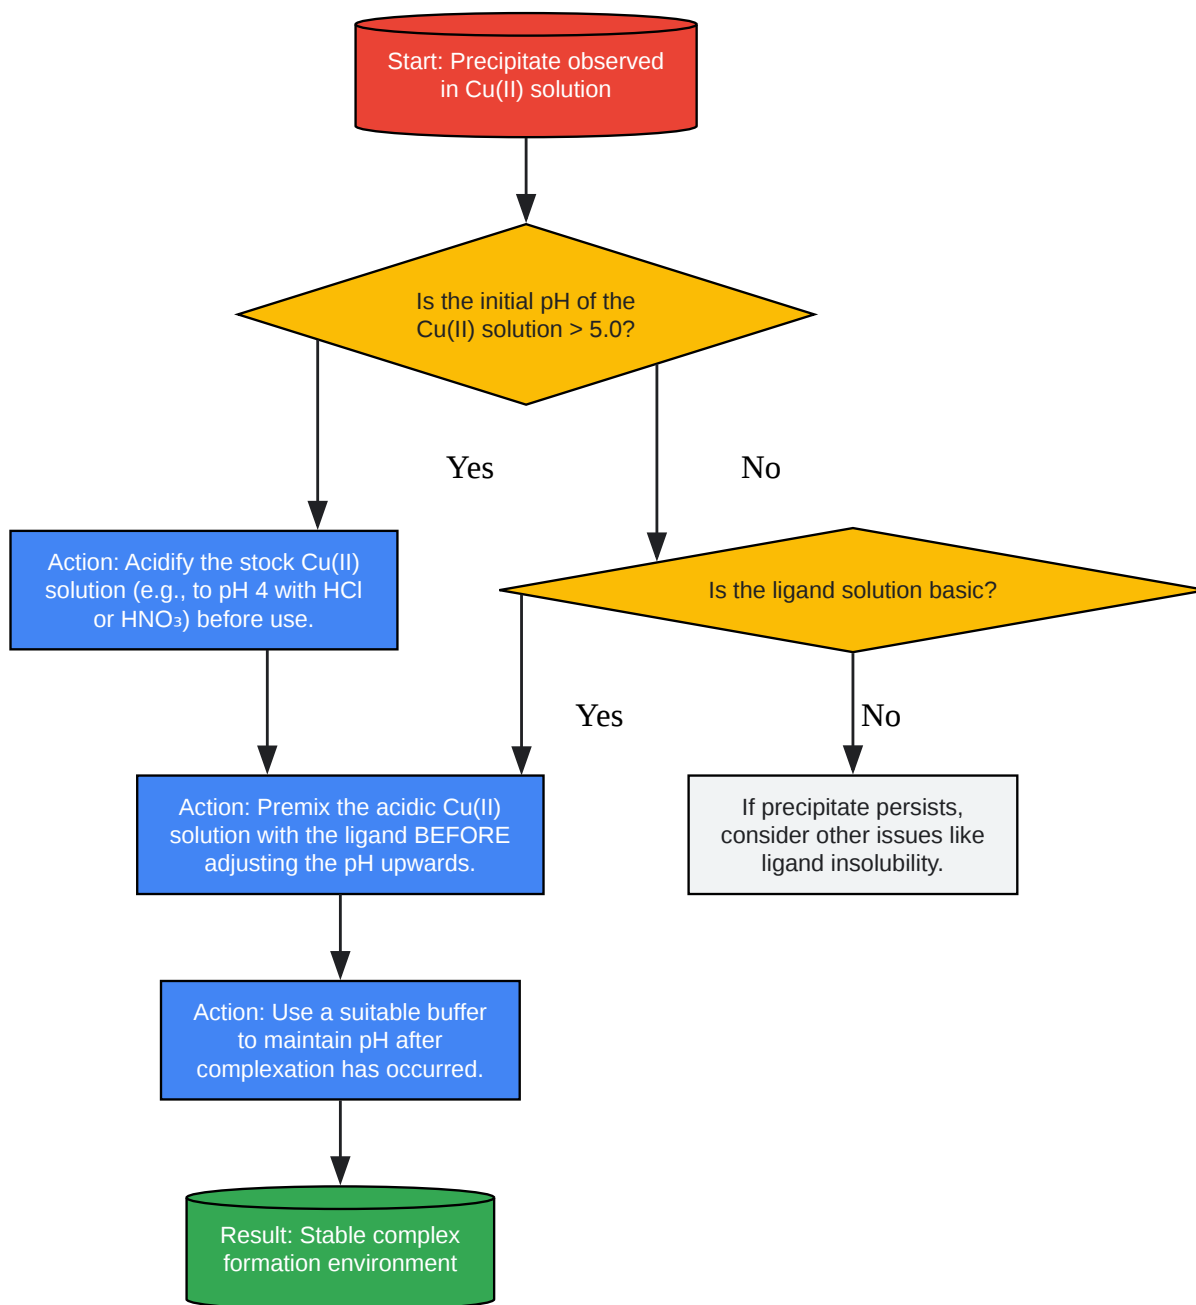 Start: Precipitate observed
in Cu(II) solution
Is the initial pH of the
Cu(II) solution > 5.0?
Yes
No
Action: Acidify the stock Cu(II)
solution (e.g., to pH 4 with HCl
or HNO₃) before use.
Is the ligand solution basic?
Yes
No
Action: Premix the acidic Cu(II)
solution with the ligand BEFORE
adjusting the pH upwards.
If precipitate persists,
consider other issues like
ligand insolubility.
Action: Use a suitable buffer
to maintain pH after
complexation has occurred.
Result: Stable complex
formation environment